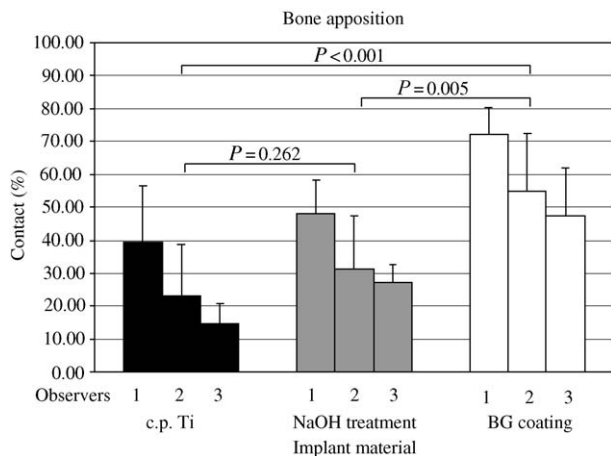 Bone apposition
100.00
90.00
80.00
70.00
60.00
50.00
40.00
30.00
20.00
10.00
0.00
Contact (%)
P < 0.001
P = 0.005
P = 0.262
Observers 1 2 3 1 2 3 1 2 3
c.p. Ti NaOH treatment BG coating
Implant material